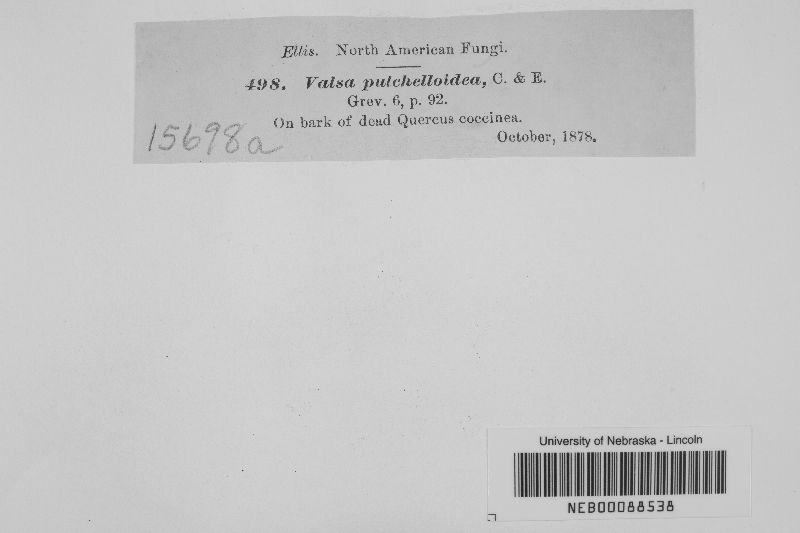 Ellis. North American Fungi.
498. Valsa pulchelloidea, C. & E.
Grev. 6, p. 92.
On bark of dead Quercus coccinea.
October, 1878.
15698a
University of Nebraska - Lincoln
NEB00088538